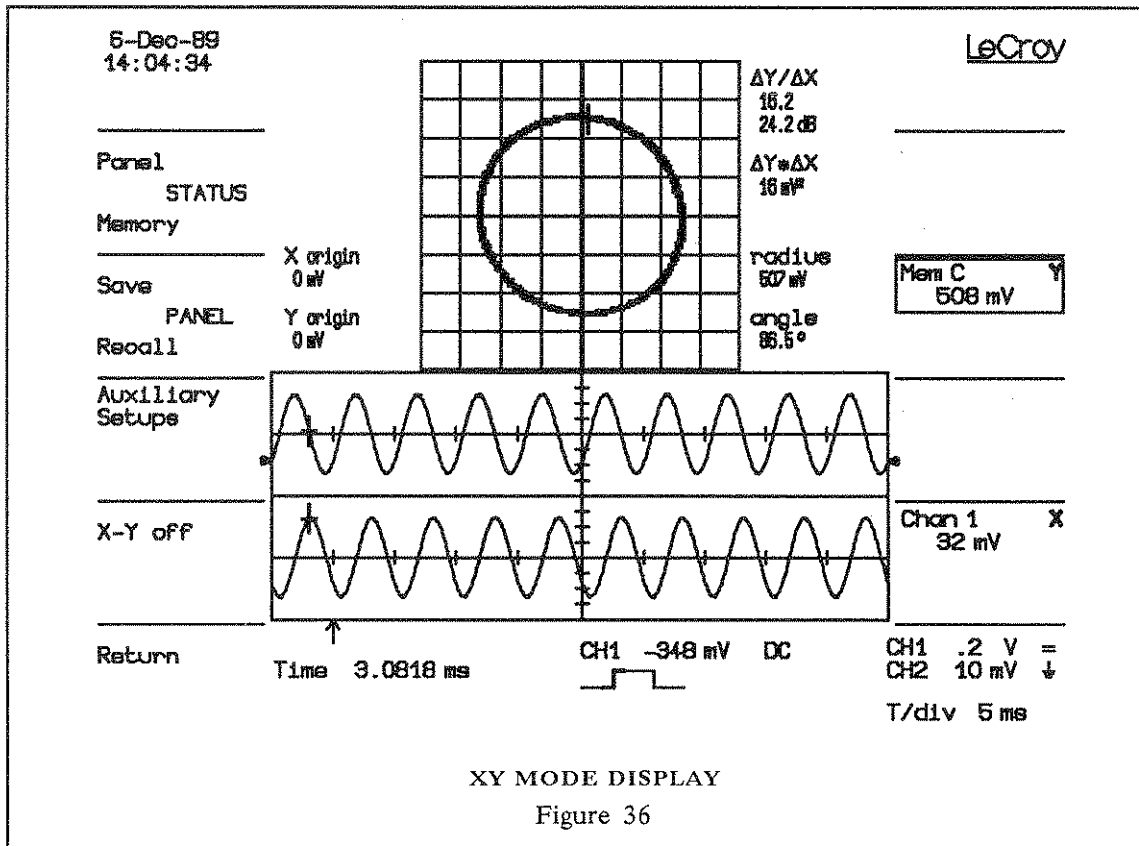 6-Dec-89
14:04:34
LeCroy
ΔY/ΔX
16.2
24.2 dB
ΔY*ΔX
16 mV²
radius
507 mV
angle
86.5°
Panel
STATUS
Memory
Save
PANEL
Recall
Auxiliary
Setups
X-Y off
Return
X origin
0 mV
Y origin
0 mV
Mem C Y
508 mV
Chan 1 X
32 mV
Time 3.0818 ms
CH1 -348 mV DC
CH1 .2 V =
CH2 10 mV
T/div 5 ms
XY MODE DISPLAY
Figure 36